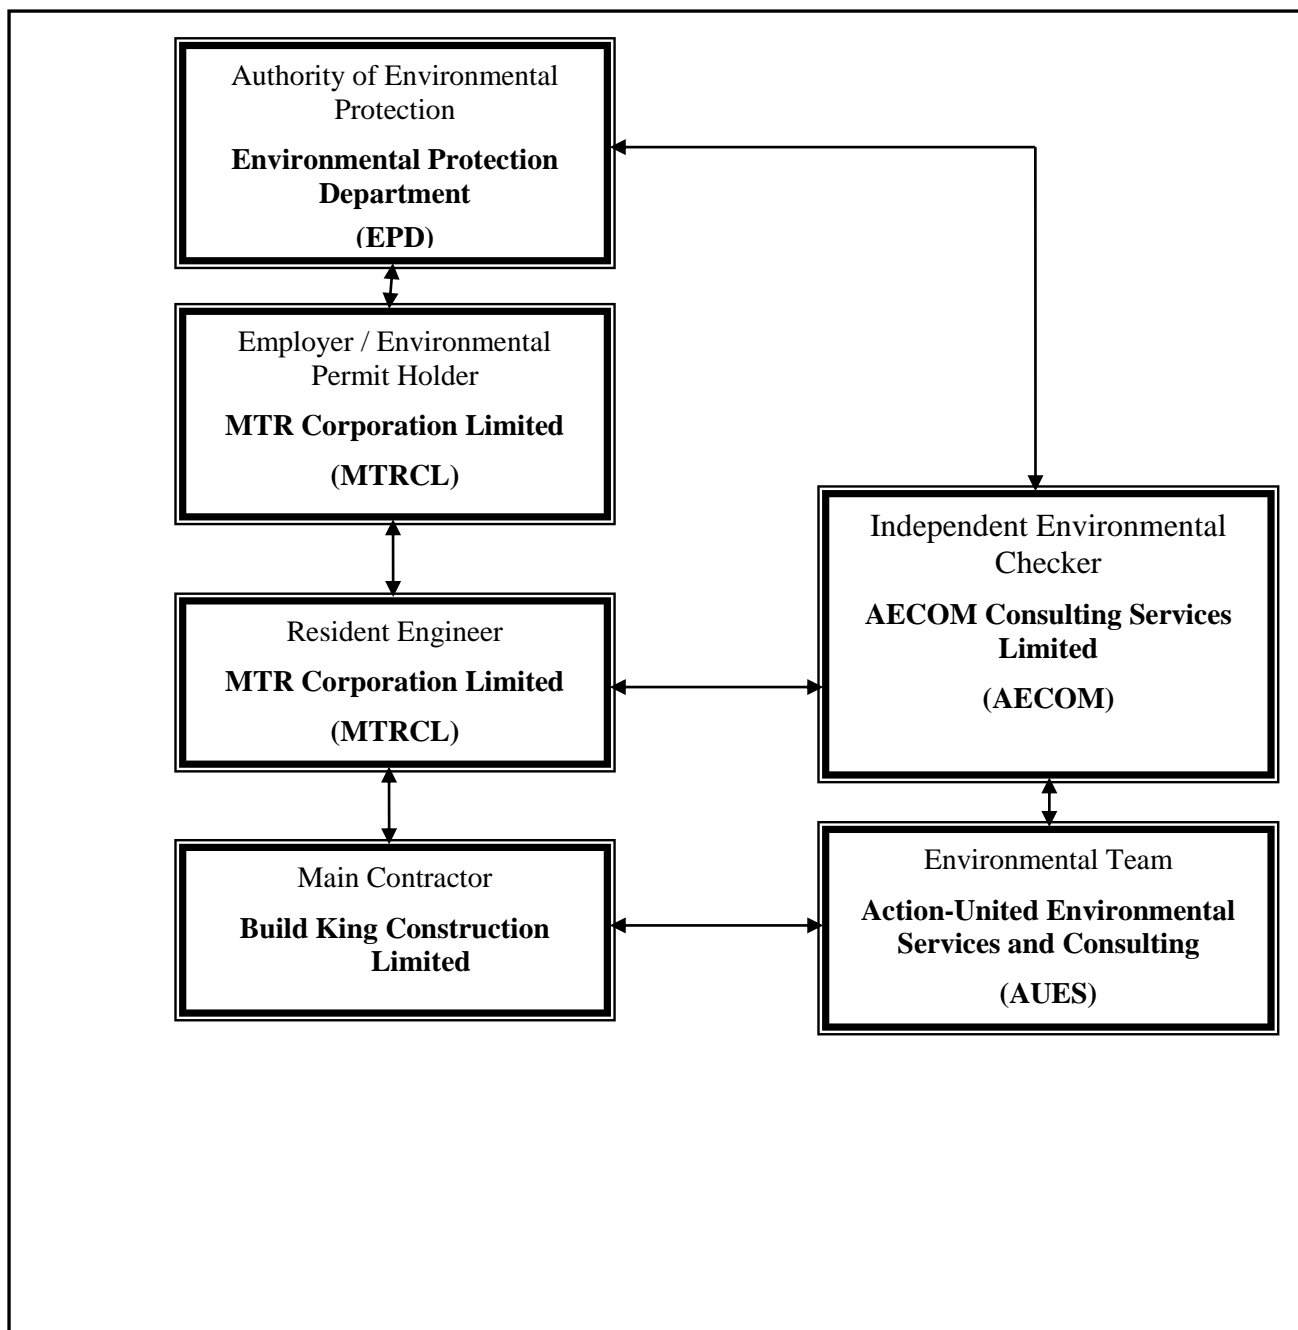 Authority of Environmental
Protection
Environmental Protection
Department
(EPD)
Employer / Environmental
Permit Holder
MTR Corporation Limited
(MTRCL)
Resident Engineer
MTR Corporation Limited
(MTRCL)
Main Contractor
Build King Construction
Limited
Independent Environmental
Checker
AECOM Consulting Services
Limited
(AECOM)
Environmental Team
Action-United Environmental
Services and Consulting
(AUES)